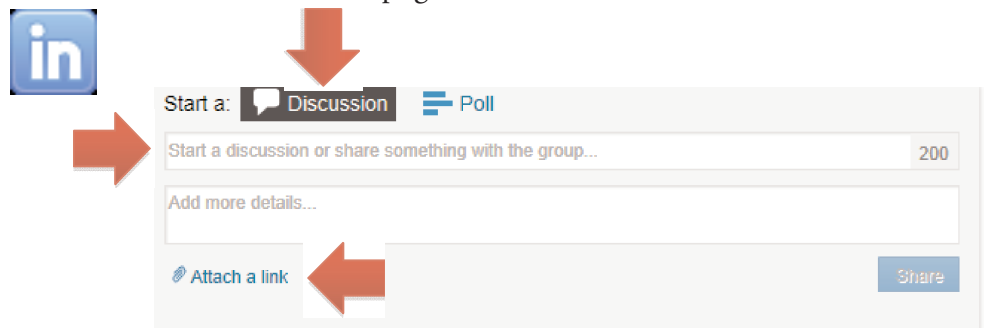 page
in
Start a: Discussion Poll
Start a discussion or share something with the group... 200
Add more details...
Attach a link Share